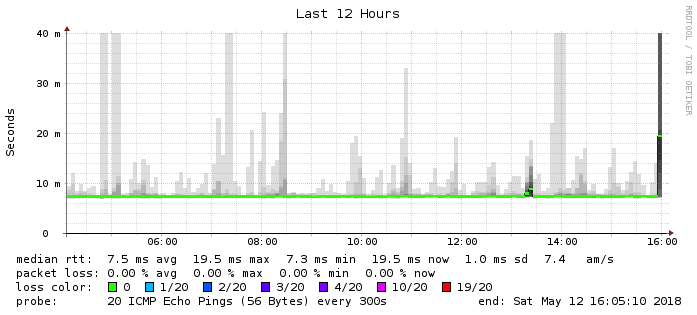 Last 12 Hours
RRDTOOL / TOBI OETIKER
Seconds
40 m
30 m
20 m
10 m
0
06:00 08:00 10:00 12:00 14:00 16:00
median rtt: 7.5 ms avg 19.5 ms max 7.3 ms min 19.5 ms now 1.0 ms sd 7.4 am/s
packet loss: 0.00 % avg 0.00 % max 0.00 % min 0.00 % now
loss color: 0 1/20 2/20 3/20 4/20 10/20 19/20
probe: 20 ICMP Echo Pings (56 Bytes) every 300s end: Sat May 12 16:05:10 2018